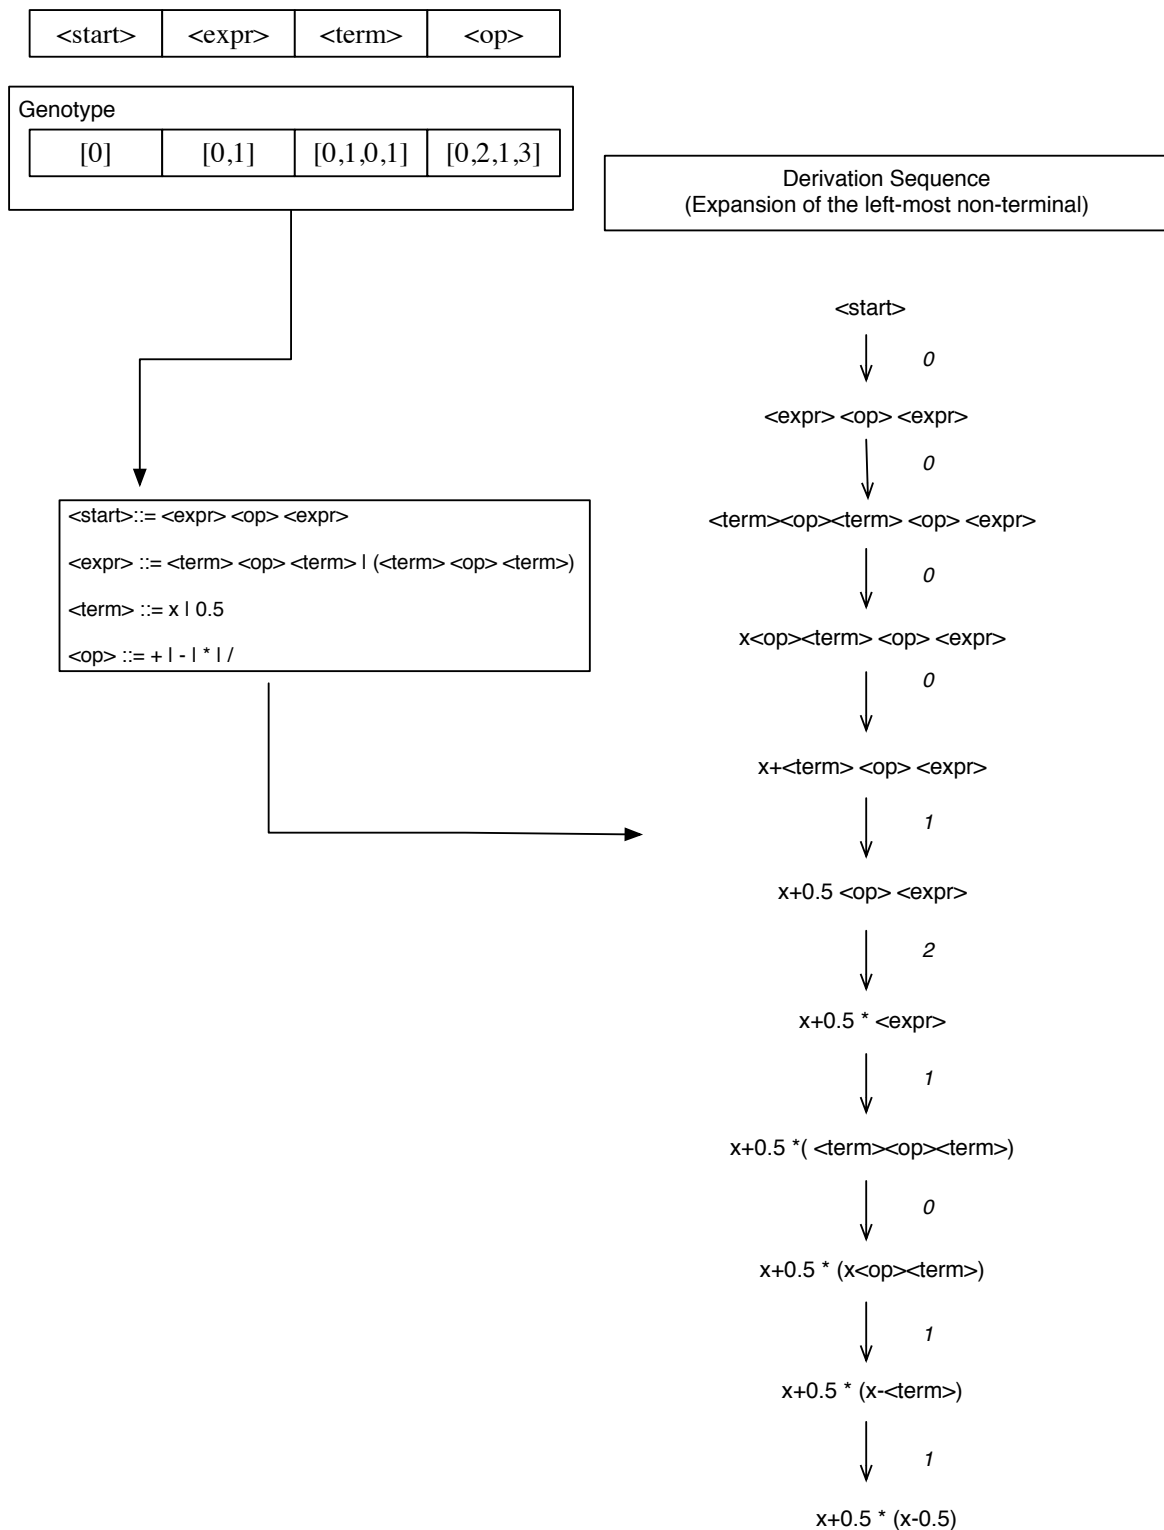 <start> <expr> <term> <op>
Genotype
[0] [0,1] [0,1,0,1] [0,2,1,3]
<start>::= <expr> <op> <expr>
<expr> ::= <term> <op> <term> | (<term> <op> <term>)
<term> ::= x | 0.5
<op> ::= + | - | * | /
Derivation Sequence
(Expansion of the left-most non-terminal)
<start>
0
<expr> <op> <expr>
0
<term><op><term> <op> <expr>
0
x<op><term> <op> <expr>
0
x+<term> <op> <expr>
1
x+0.5 <op> <expr>
2
x+0.5 * <expr>
1
x+0.5 *( <term><op><term>)
0
x+0.5 * (x<op><term>)
1
x+0.5 * (x-<term>)
1
x+0.5 * (x-0.5)